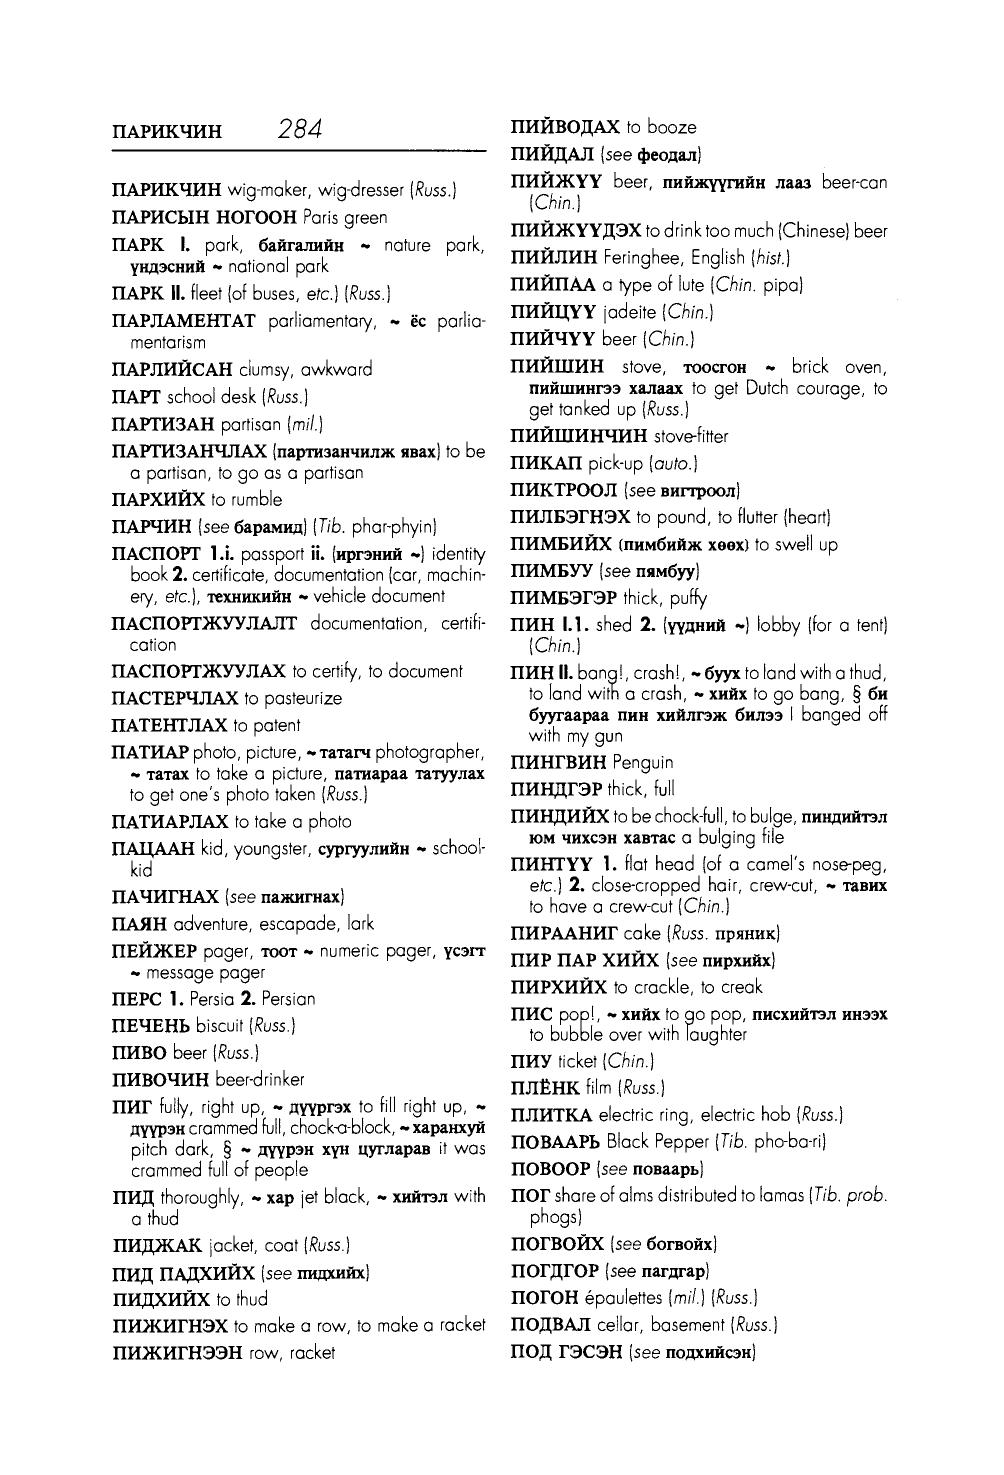 ПАРИКЧИН 284
ПАРИКЧИН wig-maker, wig-dresser (Russ.)
ПАРИСЫН НОГООН Paris green
ПАРК I. park, байгалийн ~ nature park,
үндэсний ~ national park
ПАРК II. fleet (of buses, etc.) (Russ.)
ПАРЛАМЕНТАТ parliamentary, ~ ёс parlia-
mentarism
ПАРЛИЙСАН clumsy, awkward
ПАРТ school desk (Russ.)
ПАРТИЗАН partisan (mil.)
ПАРТИЗАНЧЛАХ (партизанчилж явах) to be
a partisan, to go as a partisan
ПАРХИЙХ to rumble
ПАРЧИН (see барамид) (Tib. phar-phyin)
ПАСПОРТ 1.i. passport ii. (иргэний ~) identity
book 2. certificate, documentation (car, machin-
ery, etc.), техникийн ~ vehicle document
ПАСПОРТЖУУЛАЛТ documentation, certifi-
cation
ПАСПОРТЖУУЛАХ to certify, to document
ПАСТЕРЧЛАХ to pasteurize
ПАТЕНТЛАХ to patent
ПАТИАР photo, picture, ~ татагч photographer,
~ татах to take a picture, патиараа татуулах
to get one's photo taken (Russ.)
ПАТИАРЛАХ to take a photo
ПАЦААН kid, youngster, сургуулийн ~ school-
kid
ПАЧИГНАХ (see пажигнах)
ПАЯН adventure, escapade, lark
ПЕЙЖЕР pager, тоот ~ numeric pager, үсэгт
~ message pager
ПЕРС 1. Persia 2. Persian
ПЕЧЕНЬ biscuit (Russ.)
ПИВО beer (Russ.)
ПИВОЧИН beer-drinker
ПИГ fully, right up, ~ дүүргэх to fill right up, ~
дүүрэн crammed full, chock-a-block, ~ харанхуй
pitch dark, § ~ дүүрэн хүн цугларав it was
crammed full of people
ПИД thoroughly, ~ хар jet black, ~ хийтэл with
a thud
ПИДЖАК jacket, coat (Russ.)
ПИД ПАДХИЙХ (see пидхийх)
ПИДХИЙХ to thud
ПИЖИГНЭХ to make a row, to make a racket
ПИЖИГНЭЭН row, racket
ПИЙВОДАХ to booze
ПИЙДАЛ (see феодал)
ПИЙЖҮҮ beer, пийжүүгийн лааз beer-can
(Chin.)
ПИЙЖҮҮДЭХ to drink too much (Chinese) beer
ПИЙЛИН Feringhee, English (hist.)
ПИЙПАА a type of lute (Chin. pipa)
ПИЙЦҮҮ jadeite (Chin.)
ПИЙЧҮҮ beer (Chin.)
ПИЙШИН stove, тоосгон ~ brick oven,
пийшингээ халаах to get Dutch courage, to
get tanked up (Russ.)
ПИЙШИНЧИН stove-fitter
ПИКАП pick-up (auto.)
ПИКТРООЛ (see вигтроол)
ПИЛБЭГНЭХ to pound, to flutter (heart)
ПИМБИЙХ (пимбийж хөөх) to swell up
ПИМБУУ (see пямбуу)
ПИМБЭГЭР thick, puffy
ПИН I.1. shed 2. (үүдний ~) lobby (for a tent)
(Chin.)
ПИН II. bang!, crash!, ~ буух to land with a thud,
to land with a crash, ~ хийх to go bang, § би
буугаараа пин хийлгэж билээ I banged off
with my gun
ПИНГВИН Penguin
ПИНДГЭР thick, full
ПИНДИЙХ to be chock-full, to bulge, пиндийтэл
юм чихсэн хавтас a bulging file
ПИНТҮҮ 1. flat head (of a camel's nose-peg,
etc.) 2. close-cropped hair, crew-cut, ~ тавих
to have a crew-cut (Chin.)
ПИРААНИГ cake (Russ. пряник)
ПИР ПАР ХИЙХ (see пирхийх)
ПИРХИЙХ to crackle, to creak
ПИС pop!, ~ хийх to go pop, писхийтэл инээх
to bubble over with laughter
ПИУ ticket (Chin.)
ПЛЁНК film (Russ.)
ПЛИТКА electric ring, electric hob (Russ.)
ПОВААРЬ Black Pepper (Tib. pho-ba-ri)
ПОВООР (see поваарь)
ПОГ share of alms distributed to lamas (Tib. prob.
phogs)
ПОГВОЙХ (see богвойх)
ПОГДГОР (see пагдгар)
ПОГОН épaulettes (mil.) (Russ.)
ПОДВАЛ cellar, basement (Russ.)
ПОД ГЭСЭН (see подхийсэн)